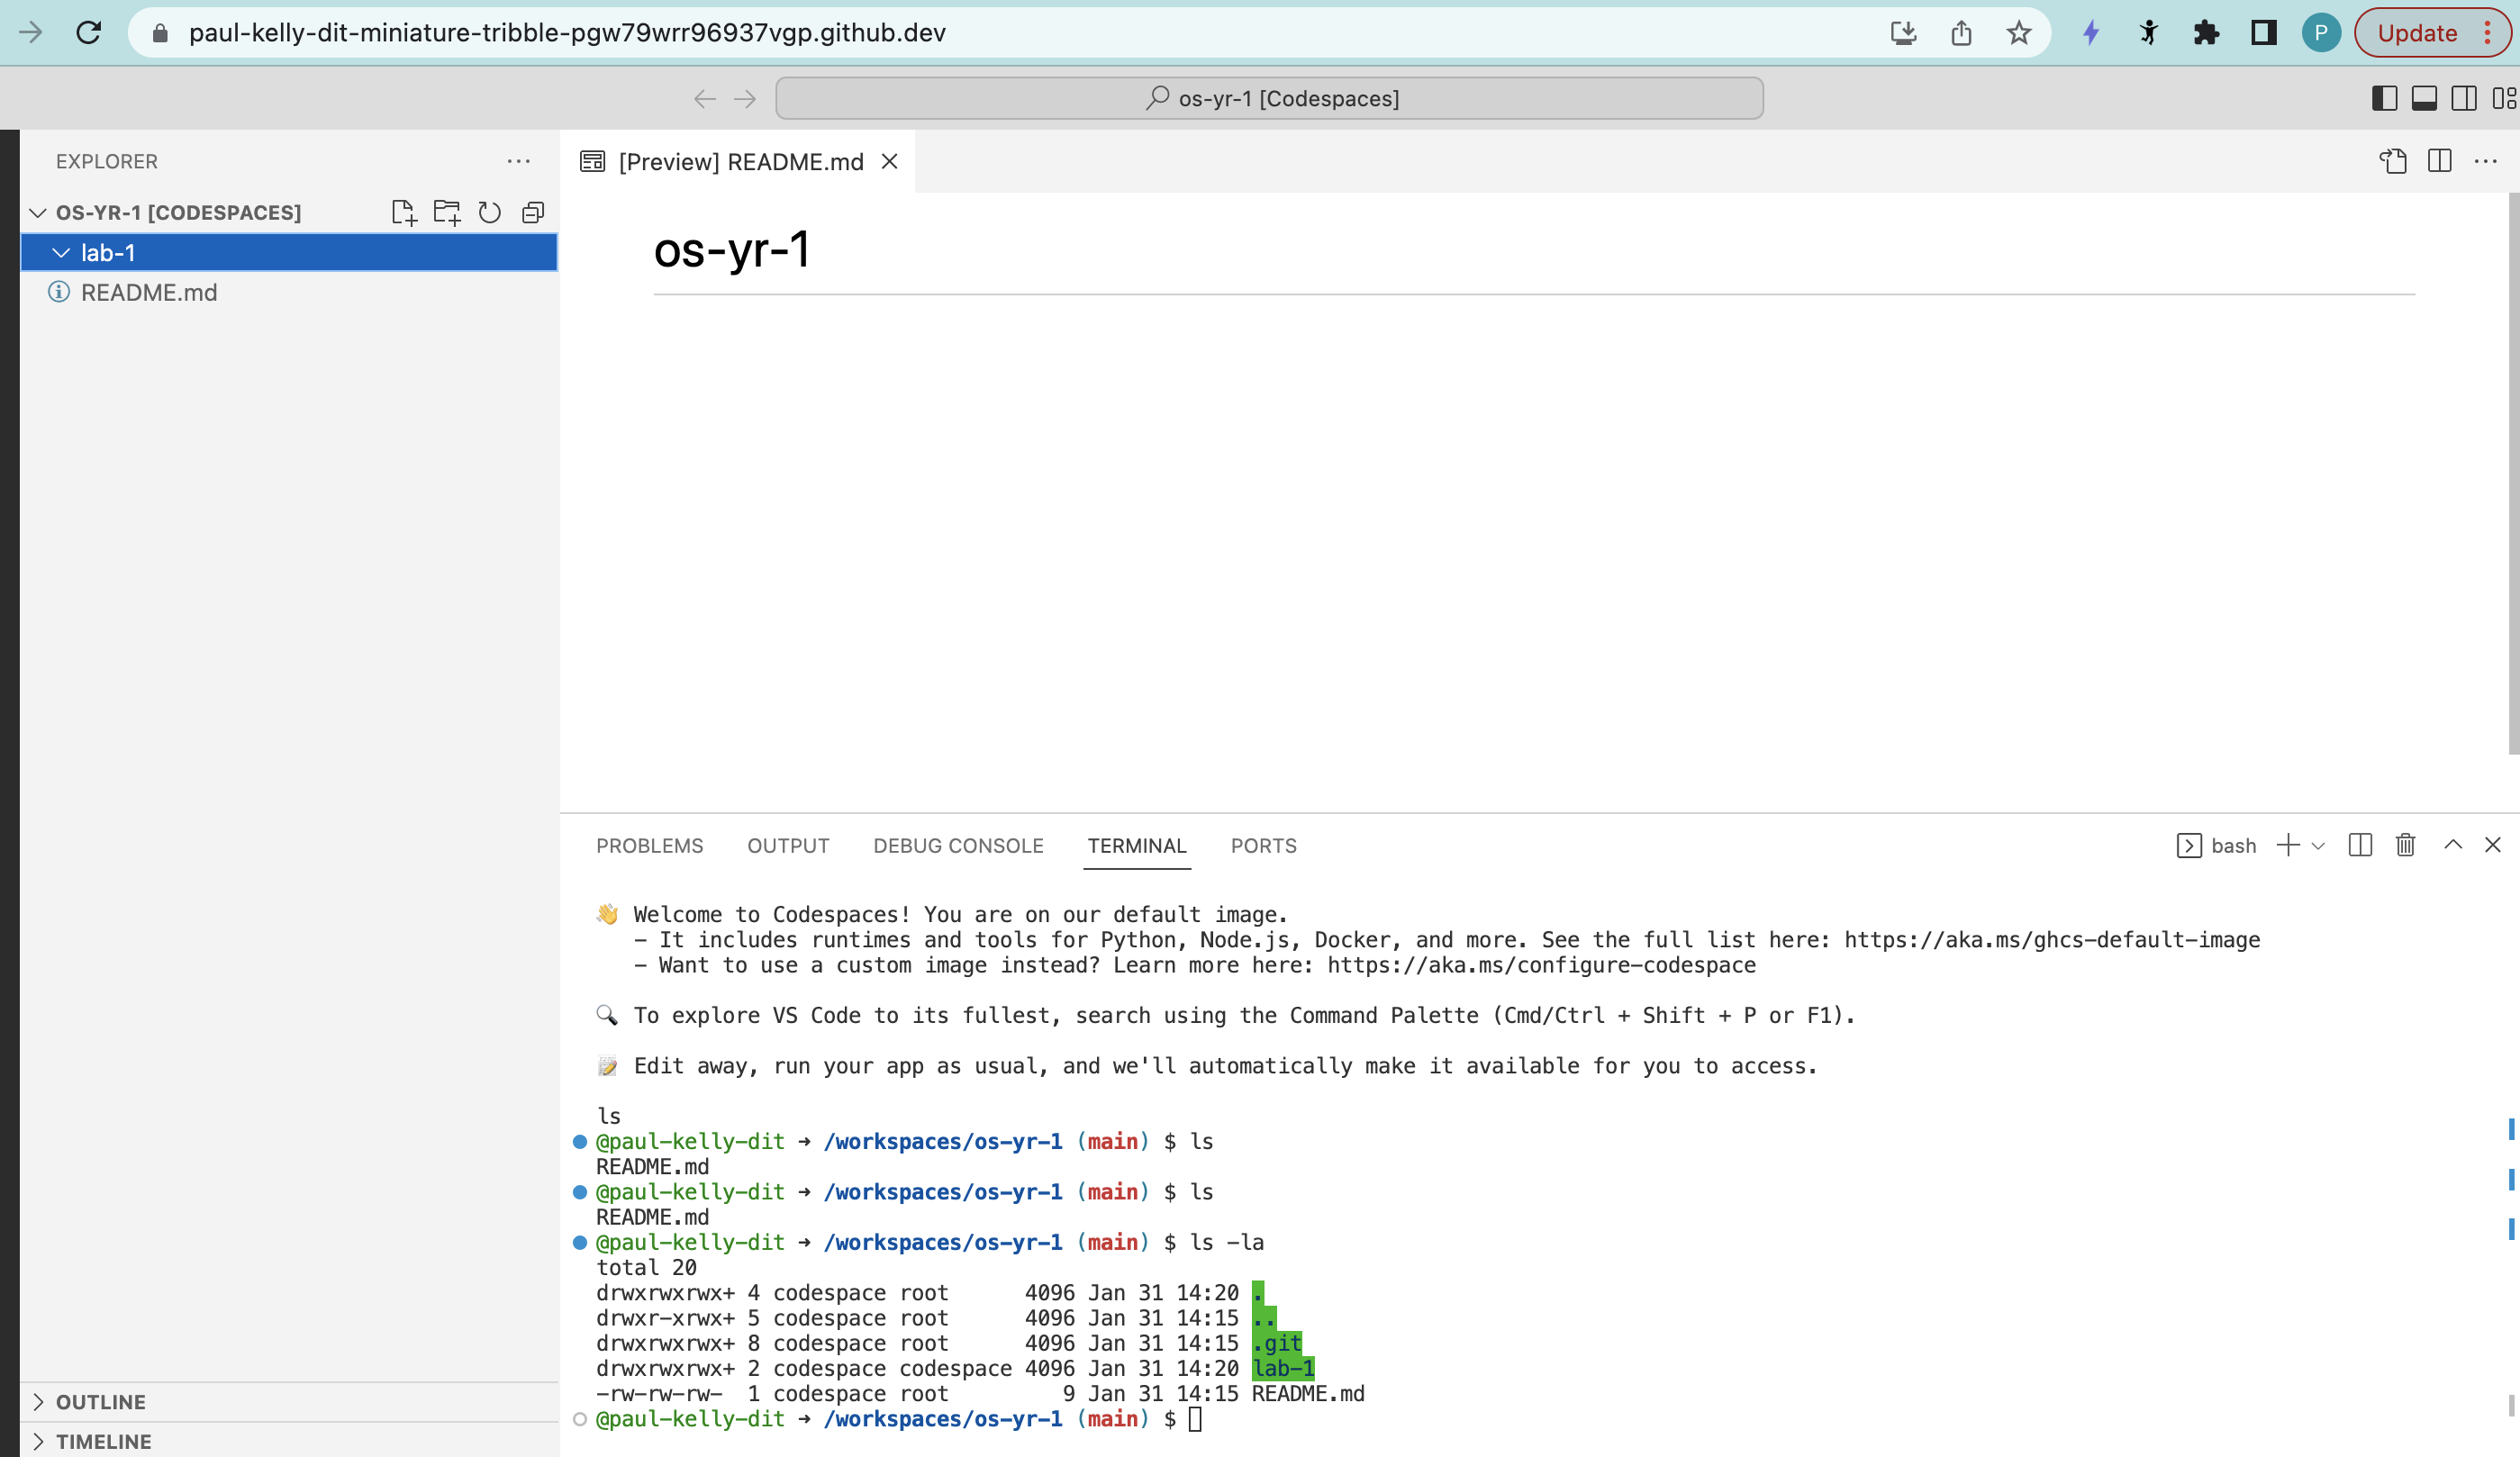 paul-kelly-dit-miniature-tribble-pgw79wrr96937vgp.github.dev
P
Update
os-yr-1 [Codespaces]
EXPLORER
[Preview] README.md
OS-YR-1 [CODESPACES]
lab-1
README.md
os-yr-1
PROBLEMS OUTPUT DEBUG CONSOLE TERMINAL PORTS
bash
👋 Welcome to Codespaces! You are on our default image.
- It includes runtimes and tools for Python, Node.js, Docker, and more. See the full list here: https://aka.ms/ghcs-default-image
- Want to use a custom image instead? Learn more here: https://aka.ms/configure-codespace
🔍 To explore VS Code to its fullest, search using the Command Palette (Cmd/Ctrl + Shift + P or F1).
📝 Edit away, run your app as usual, and we'll automatically make it available for you to access.
ls
@paul-kelly-dit ➜ /workspaces/os-yr-1 (main) $ ls
README.md
@paul-kelly-dit ➜ /workspaces/os-yr-1 (main) $ ls
README.md
@paul-kelly-dit ➜ /workspaces/os-yr-1 (main) $ ls -la
total 20
drwxrwxrwx+ 4 codespace root      4096 Jan 31 14:20 .
drwxr-xrwx+ 5 codespace root      4096 Jan 31 14:15 ..
drwxrwxrwx+ 8 codespace root      4096 Jan 31 14:15 .git
drwxrwxrwx+ 2 codespace codespace 4096 Jan 31 14:20 lab-1
-rw-rw-rw-  1 codespace root         9 Jan 31 14:15 README.md
@paul-kelly-dit ➜ /workspaces/os-yr-1 (main) $
OUTLINE
TIMELINE